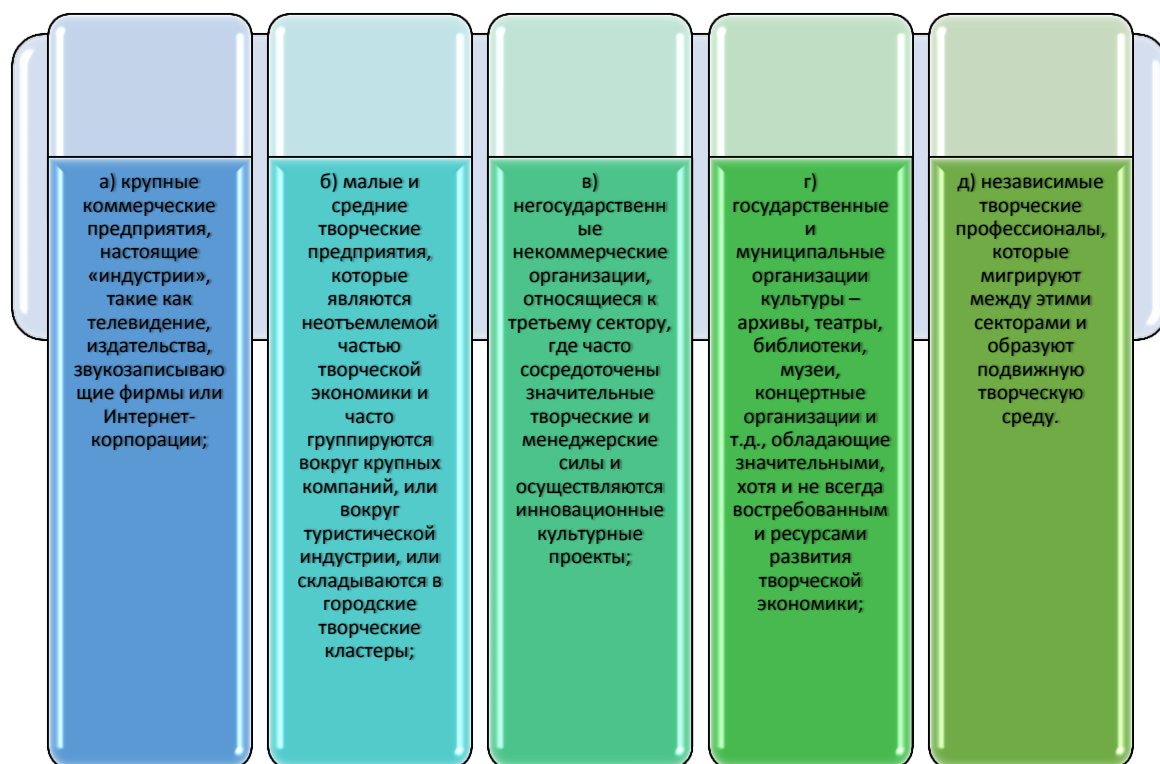 а) крупные
коммерческие
предприятия,
настоящие
«индустрии»,
такие как
телевидение,
издательства,
звукозаписываю
щие фирмы или
Интернет-
корпорации;
б) малые и
средние
творческие
предприятия,
которые
являются
неотъемлемой
частью
творческой
экономики и
часто
группируются
вокруг крупных
компаний, или
вокруг
туристической
индустрии, или
складываются в
городские
творческие
кластеры;
в)
негосударственн
ые
некоммерческие
организации,
относящиеся к
третьему сектору,
где часто
сосредоточены
значительные
творческие и
менеджерские
силы и
осуществляются
инновационные
культурные
проекты;
г)
государственные
и
муниципальные
организации
культуры –
архивы, театры,
библиотеки,
музеи,
концертные
организации и
т.д., обладающие
значительными,
хотя и не всегда
востребованным
и ресурсами
развития
творческой
экономики;
д) независимые
творческие
профессионалы,
которые
мигрируют
между этими
секторами и
образуют
подвижную
творческую
среду.